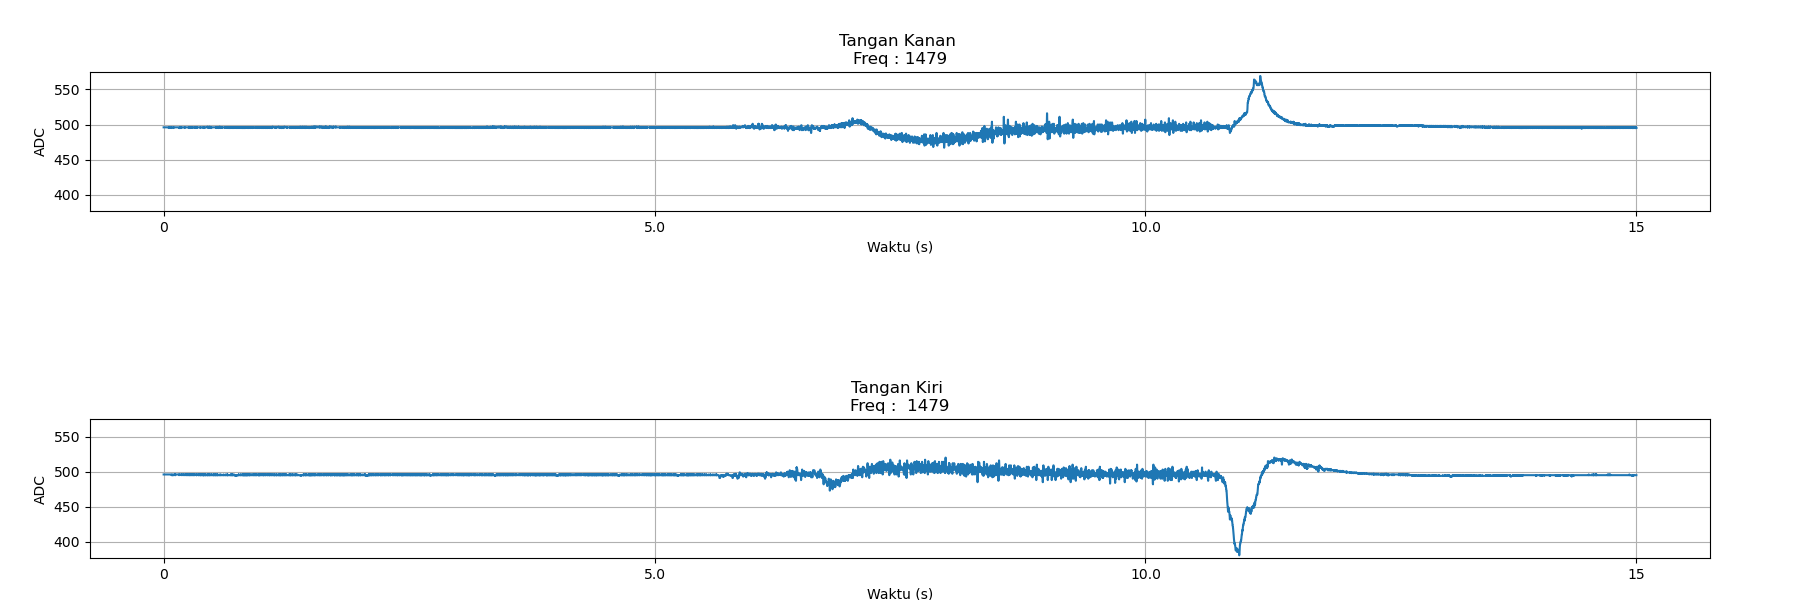 Tangan Kanan
Freq : 1479
550
500
450
400
ADC
0 5.0 10.0 15
Waktu (s)
Tangan Kiri
Freq :  1479
550
500
450
400
ADC
0 5.0 10.0 15
Waktu (s)